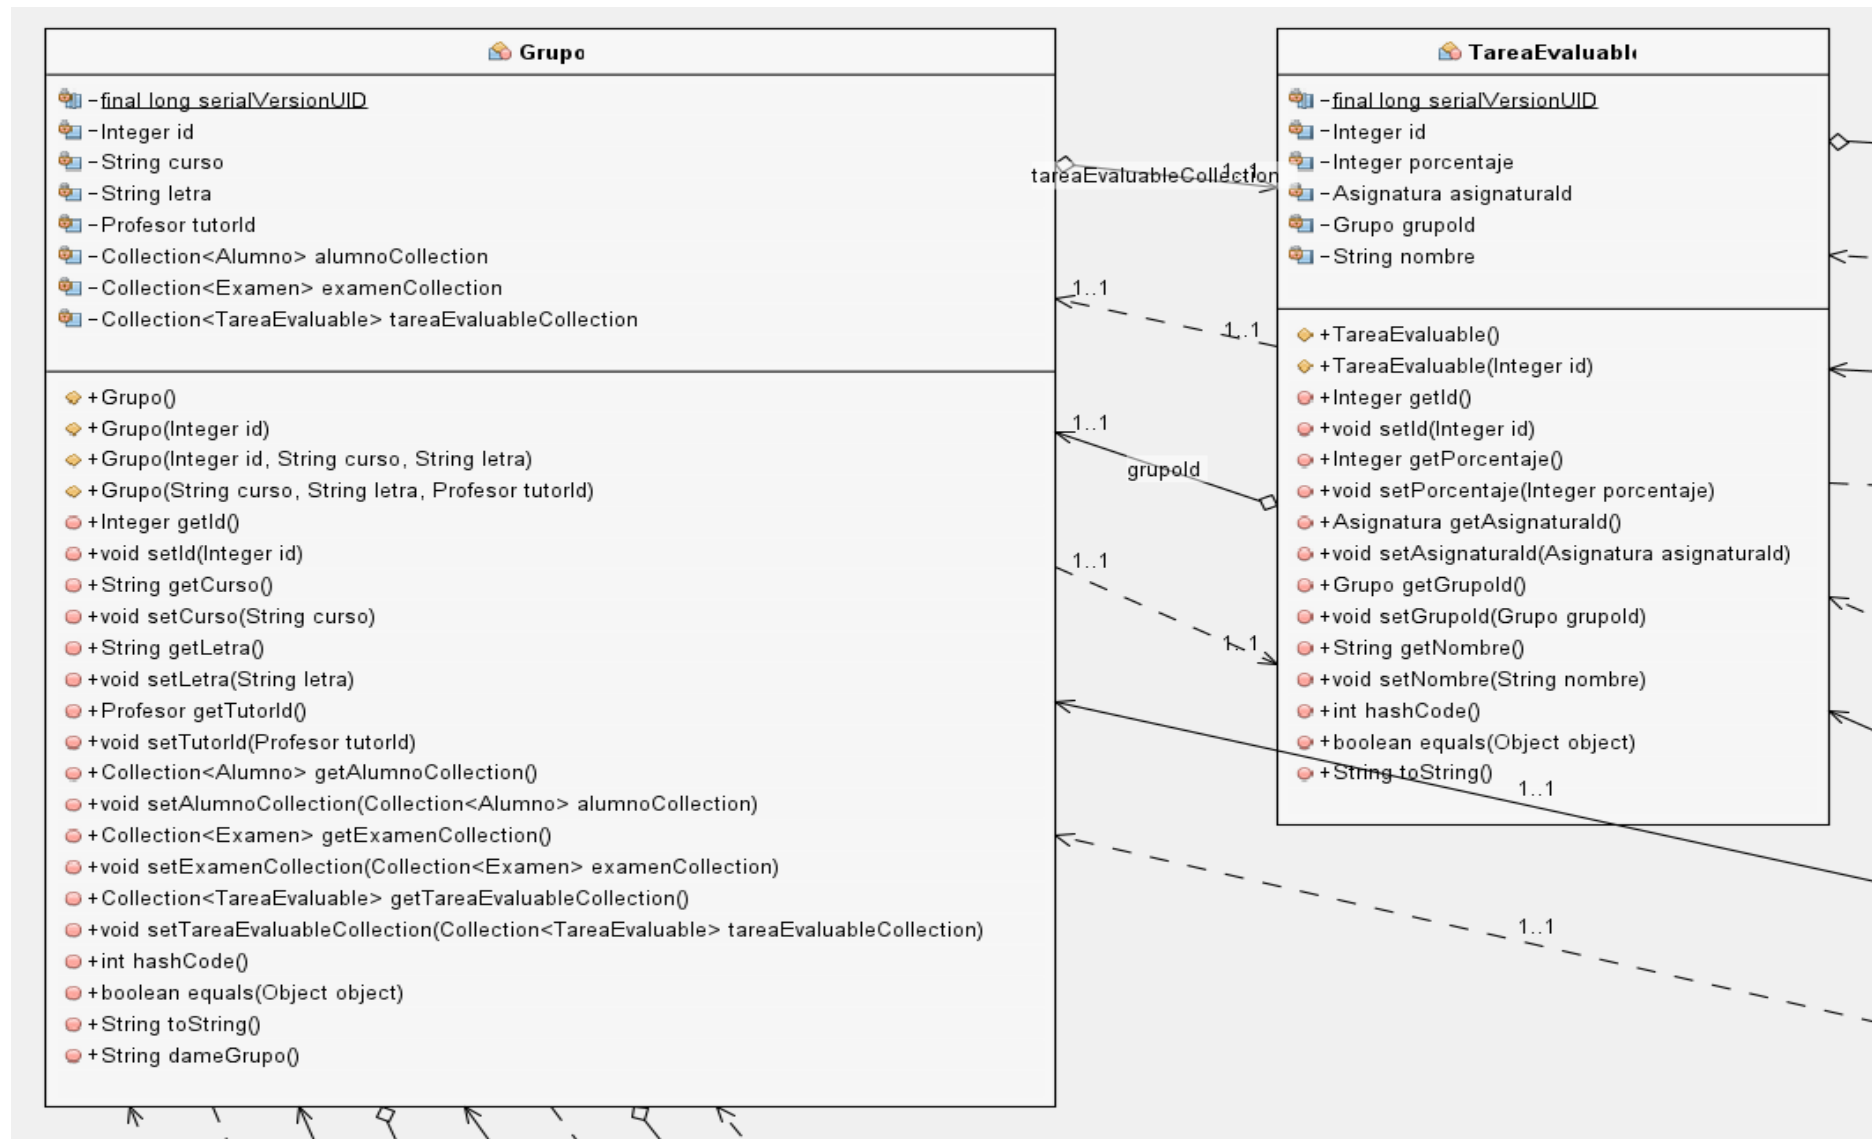 Grupo
-final long serialVersionUID
-Integer id
-String curso
-String letra
-Profesor tutorId
-Collection<Alumno> alumnoCollection
-Collection<Examen> examenCollection
-Collection<TareaEvaluable> tareaEvaluableCollection
+Grupo()
+Grupo(Integer id)
+Grupo(Integer id, String curso, String letra)
+Grupo(String curso, String letra, Profesor tutorId)
+Integer getId()
+void setId(Integer id)
+String getCurso()
+void setCurso(String curso)
+String getLetra()
+void setLetra(String letra)
+Profesor getTutorId()
+void setTutorId(Profesor tutorId)
+Collection<Alumno> getAlumnoCollection()
+void setAlumnoCollection(Collection<Alumno> alumnoCollection)
+Collection<Examen> getExamenCollection()
+void setExamenCollection(Collection<Examen> examenCollection)
+Collection<TareaEvaluable> getTareaEvaluableCollection()
+void setTareaEvaluableCollection(Collection<TareaEvaluable> tareaEvaluableCollection)
+int hashCode()
+boolean equals(Object object)
+String toString()
+String dameGrupo()
1..1
tareaEvaluableCollection
1..1
1..1
1..1
grupoId
1..1
1..1
TareaEvaluable
-final long serialVersionUID
-Integer id
-Integer porcentaje
-Asignatura asignaturaId
-Grupo grupoId
-String nombre
+TareaEvaluable()
+TareaEvaluable(Integer id)
+Integer getId()
+void setId(Integer id)
+Integer getPorcentaje()
+void setPorcentaje(Integer porcentaje)
+Asignatura getAsignaturaId()
+void setAsignaturaId(Asignatura asignaturaId)
+Grupo getGrupoId()
+void setGrupoId(Grupo grupoId)
+String getNombre()
+void setNombre(String nombre)
+int hashCode()
+boolean equals(Object object)
+String toString()
1..1
1..1